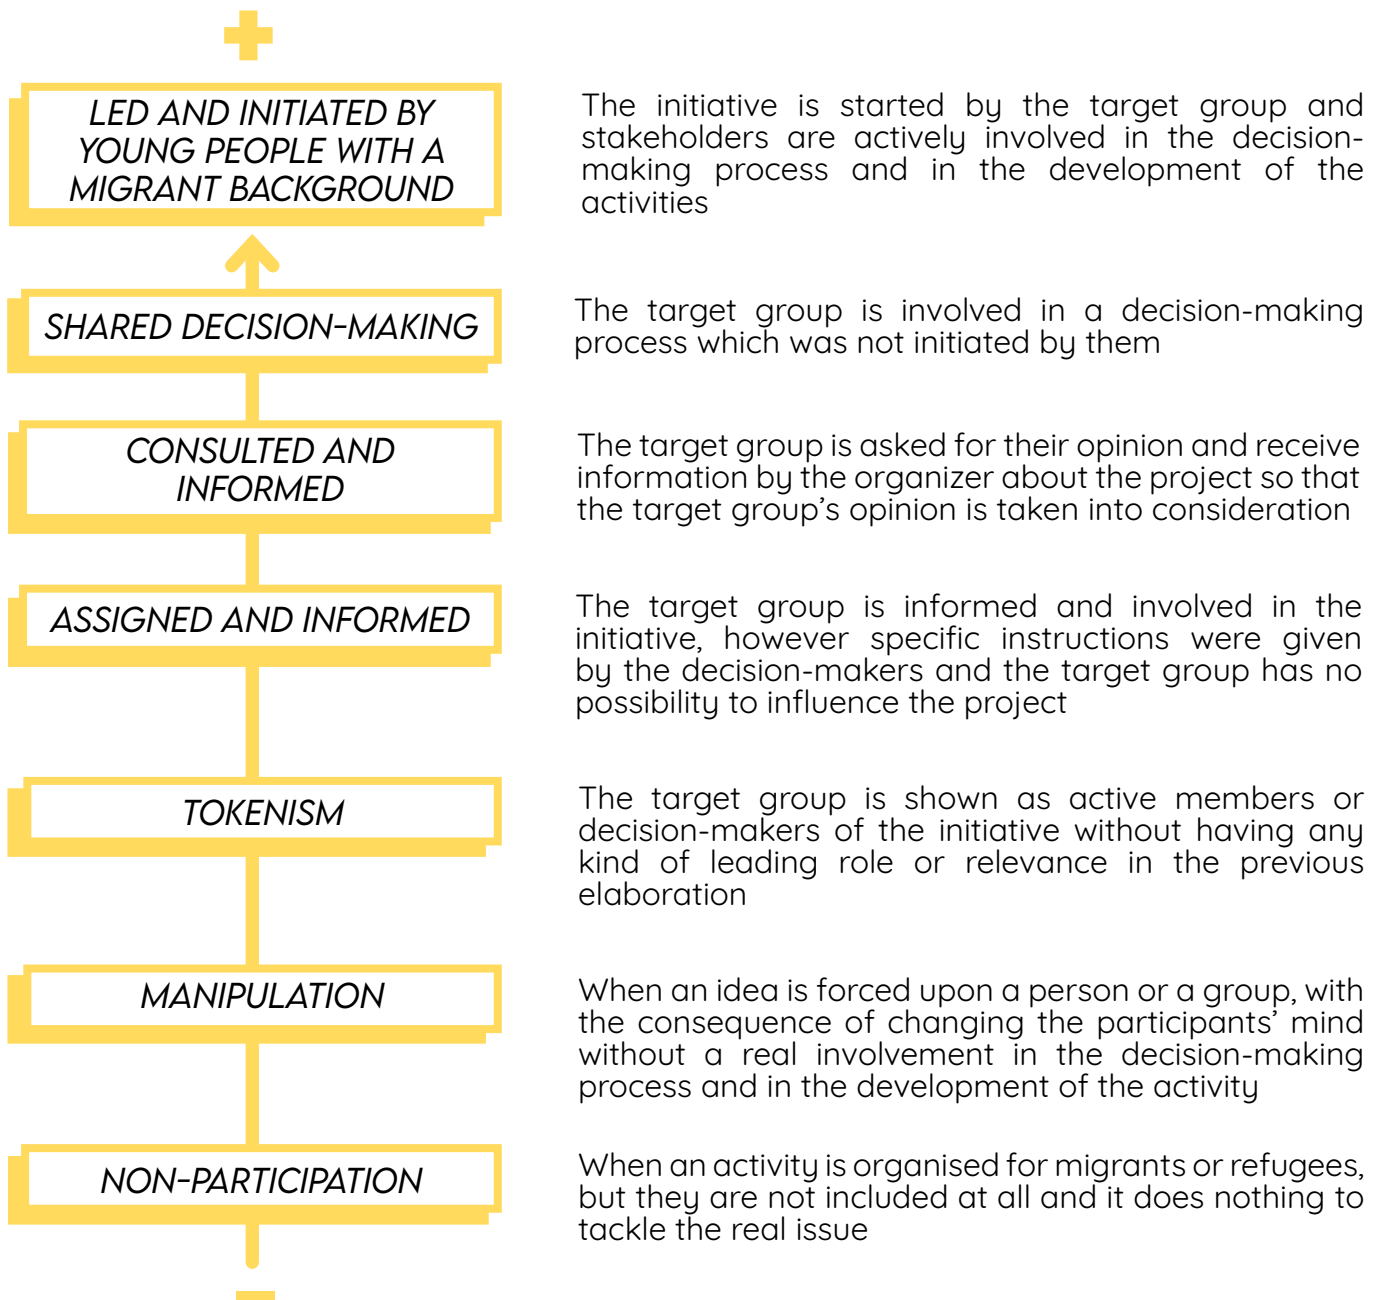 LED AND INITIATED BY
YOUNG PEOPLE WITH A
MIGRANT BACKGROUND
The initiative is started by the target group and
stakeholders are actively involved in the decision-
making process and in the development of the
activities
SHARED DECISION-MAKING
The target group is involved in a decision-making
process which was not initiated by them
CONSULTED AND
INFORMED
The target group is asked for their opinion and receive
information by the organizer about the project so that
the target group's opinion is taken into consideration
ASSIGNED AND INFORMED
The target group is informed and involved in the
initiative, however specific instructions were given
by the decision-makers and the target group has no
possibility to influence the project
TOKENISM
The target group is shown as active members or
decision-makers of the initiative without having any
kind of leading role or relevance in the previous
elaboration
MANIPULATION
When an idea is forced upon a person or a group, with
the consequence of changing the participants' mind
without a real involvement in the decision-making
process and in the development of the activity
NON-PARTICIPATION
When an activity is organised for migrants or refugees,
but they are not included at all and it does nothing to
tackle the real issue